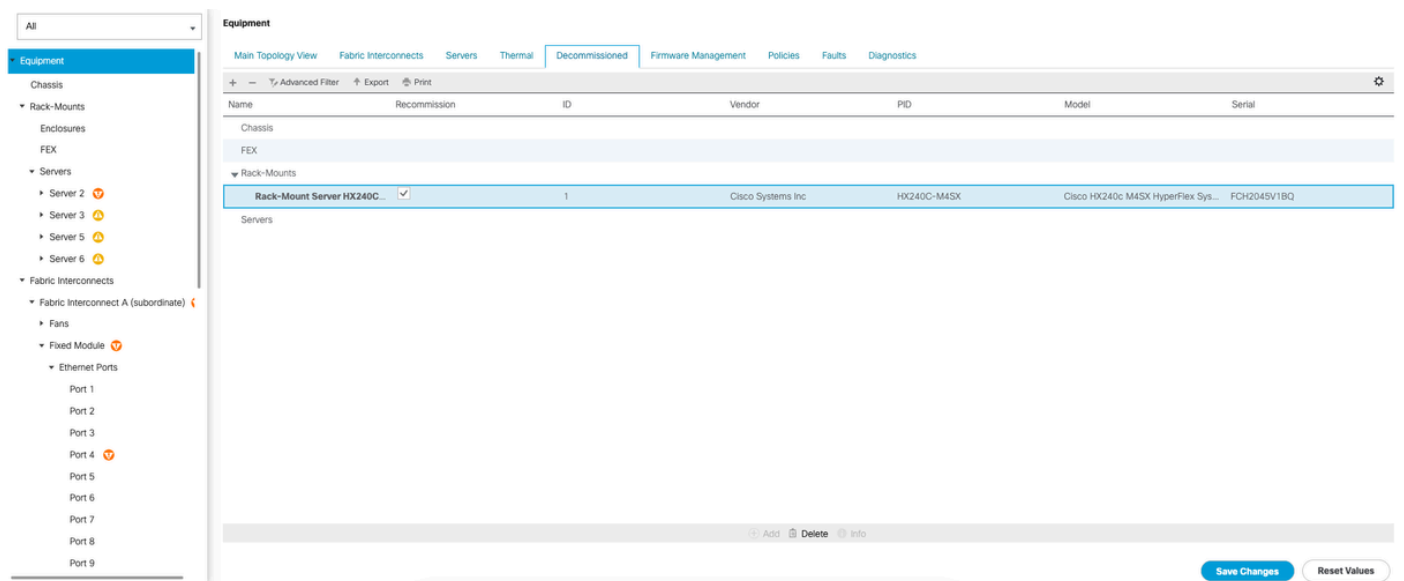 All
Equipment
Chassis
Rack-Mounts
Enclosures
FEX
Servers
Server 2
Server 3
Server 5
Server 6
Fabric Interconnects
Fabric Interconnect A (subordinate)
Fans
Fixed Module
Ethernet Ports
Port 1
Port 2
Port 3
Port 4
Port 5
Port 6
Port 7
Port 8
Port 9
Equipment
Main Topology View Fabric Interconnects Servers Thermal Decommissioned Firmware Management Policies Faults Diagnostics
+ − Advanced Filter Export Print
Name Recommission ID Vendor PID Model Serial
Chassis
FEX
Rack-Mounts
Rack-Mount Server HX240C... 1 Cisco Systems Inc HX240C-M4SX Cisco HX240c M4SX HyperFlex Sys... FCH2045V1BQ
Servers
Add Delete Info
Save Changes Reset Values